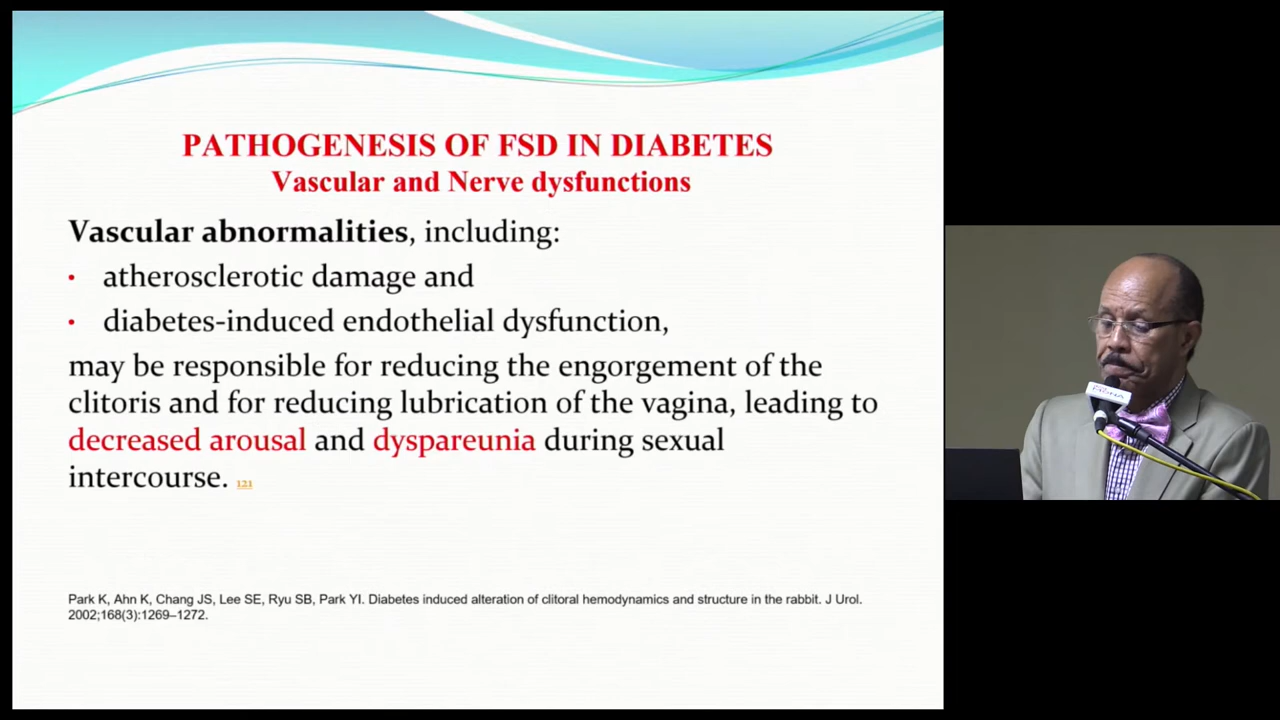 PATHOGENESIS OF FSD IN DIABETES
Vascular and Nerve dysfunctions
Vascular abnormalities, including:
• atherosclerotic damage and
• diabetes-induced endothelial dysfunction,
may be responsible for reducing the engorgement of the
clitoris and for reducing lubrication of the vagina, leading to
decreased arousal and dyspareunia during sexual
intercourse. 121
Park K, Ahn K, Chang JS, Lee SE, Ryu SB, Park YI. Diabetes induced alteration of clitoral hemodynamics and structure in the rabbit. J Urol.
2002;168(3):1269–1272.